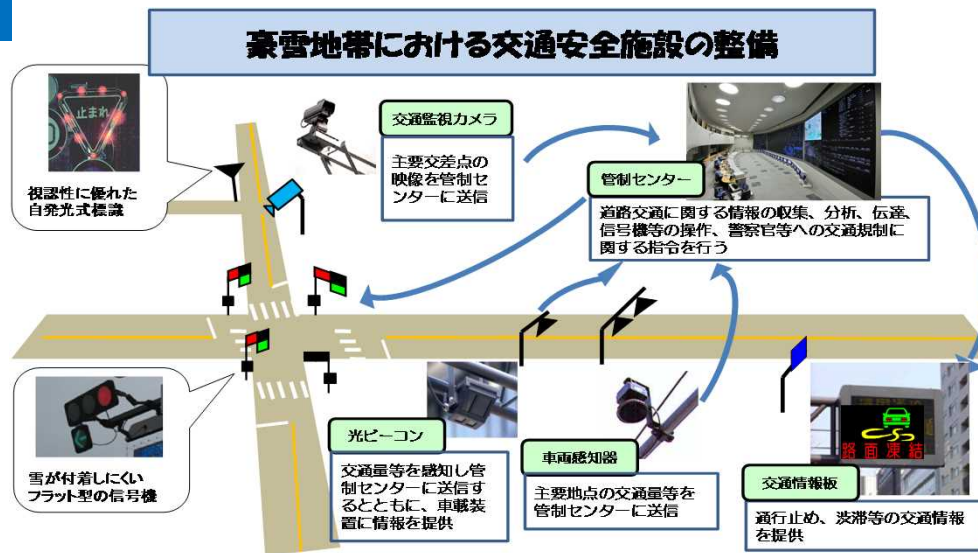 豪雪地帯における交通安全施設の整備
止まれ
視認性に優れた
自発光式標識
交通監視カメラ
主要交差点の
映像を管制セ
ンターに送信
管制センター
道路交通に関する情報の収集、分析、伝達、
信号機等の操作、警察官等への交通規制に
関する指令を行う
雪が付着しにくい
フラット型の信号機
光ビーコン
交通量等を感知し管
制センターに送信す
るとともに、車載装
置に情報を提供
車両感知器
主要地点の交通量等を
管制センターに送信
路面凍結
交通情報板
通行止め、渋滞等の交通情報
を提供